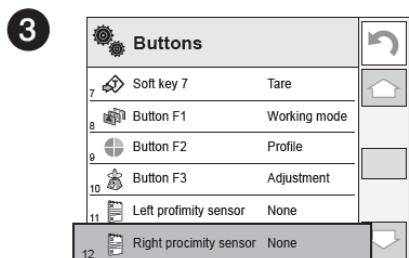 3
Buttons
7 Soft key 7 Tare
8 Button F1 Working mode
9 Button F2 Profile
10 Button F3 Adjustment
11 Left profimity sensor None
12 Right procimity sensor None